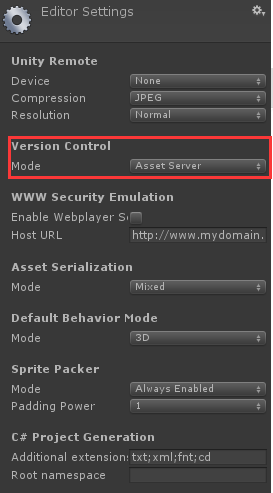 Editor Settings
Unity Remote
Device None
Compression JPEG
Resolution Normal
Version Control
Mode Asset Server
WWW Security Emulation
Enable Webplayer Se
Host URL http://www.mydomain.
Asset Serialization
Mode Mixed
Default Behavior Mode
Mode 3D
Sprite Packer
Mode Always Enabled
Padding Power 1
C# Project Generation
Additional extensions txt;xml;fnt;cd
Root namespace